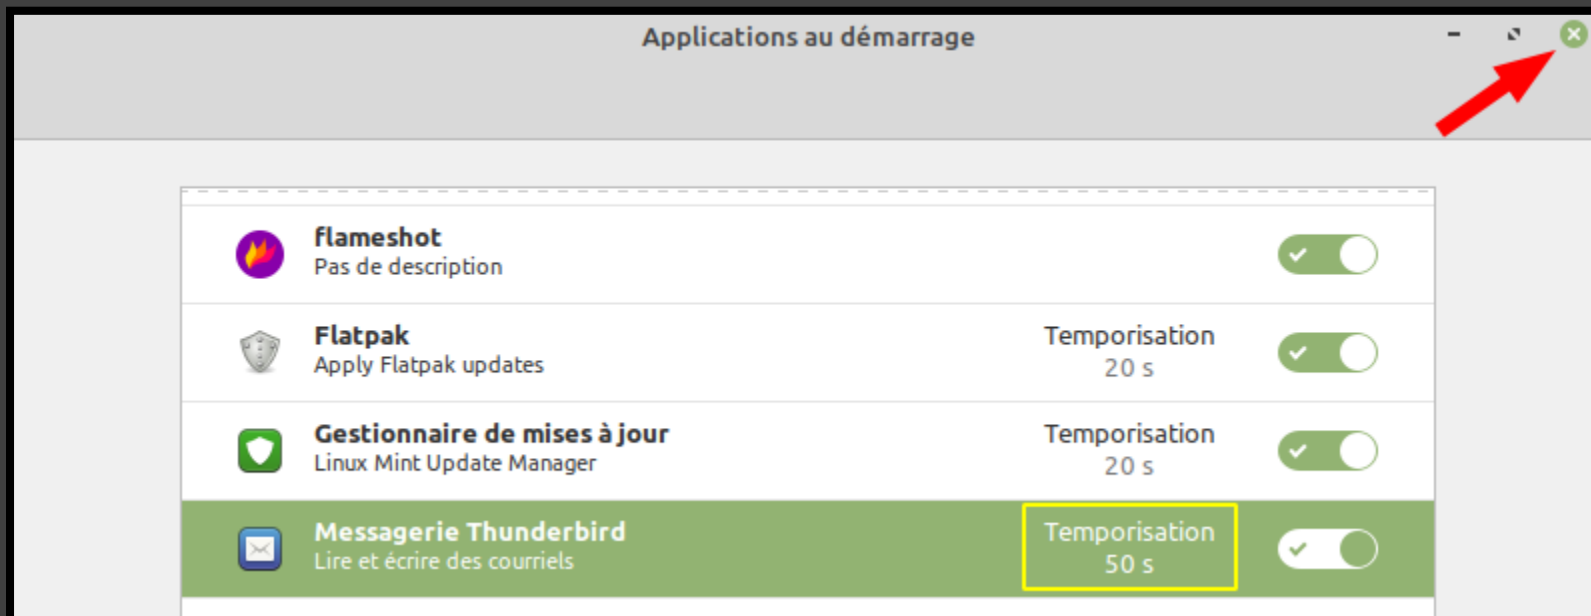 Applications au démarrage
flameshot
Pas de description
Flatpak
Apply Flatpak updates
Temporisation
20 s
Gestionnaire de mises à jour
Linux Mint Update Manager
Temporisation
20 s
Messagerie Thunderbird
Lire et écrire des courriels
Temporisation
50 s